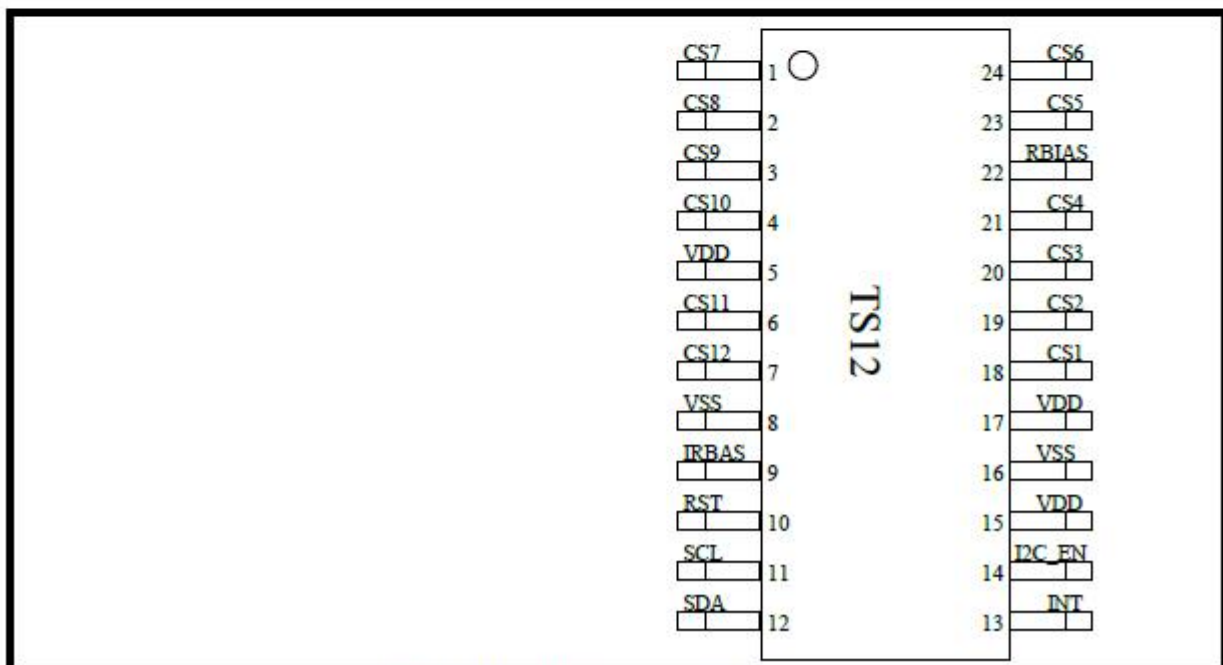 CS7 1 24 CS6
CS8 2 23 CS5
CS9 3 22 RBIAS
CS10 4 21 CS4
VDD 5 20 CS3
CS11 6 19 CS2
CS12 7 18 CS1
VSS 8 17 VDD
IRBAS 9 16 VSS
RST 10 15 VDD
SCL 11 14 I2C_EN
SDA 12 13 INT
TS12